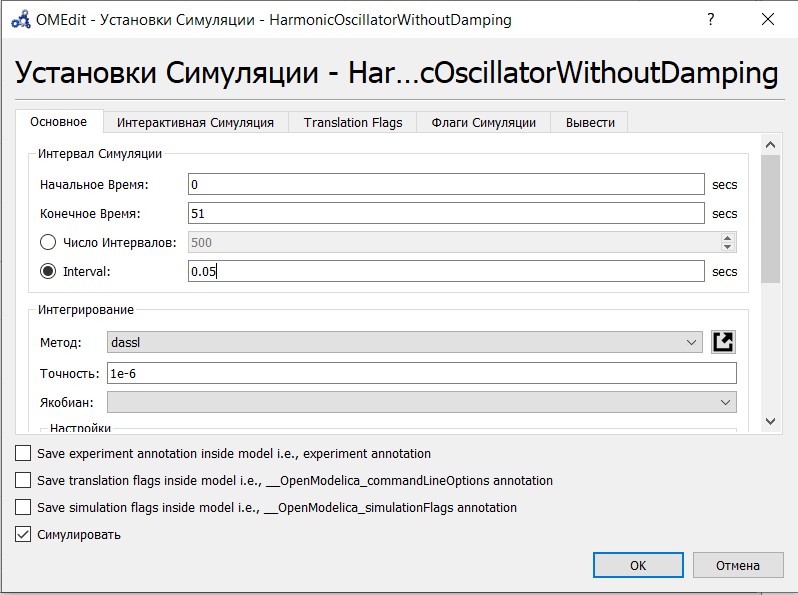 OMEdit - Установки Симуляции - HarmonicOscillatorWithoutDamping
Установки Симуляции - Har...cOscillatorWithoutDamping
Основное Интерактивная Симуляция Translation Flags Флаги Симуляции Вывести
Интервал Симуляции
Начальное Время: 0 secs
Конечное Время: 51 secs
Число Интервалов: 500
Interval: 0.05 secs
Интегрирование
Метод: dassl
Точность: 1e-6
Якобиан:
Настройки
Save experiment annotation inside model i.e., experiment annotation
Save translation flags inside model i.e., __OpenModelica_commandLineOptions annotation
Save simulation flags inside model i.e., __OpenModelica_simulationFlags annotation
Симулировать
ОК Отмена